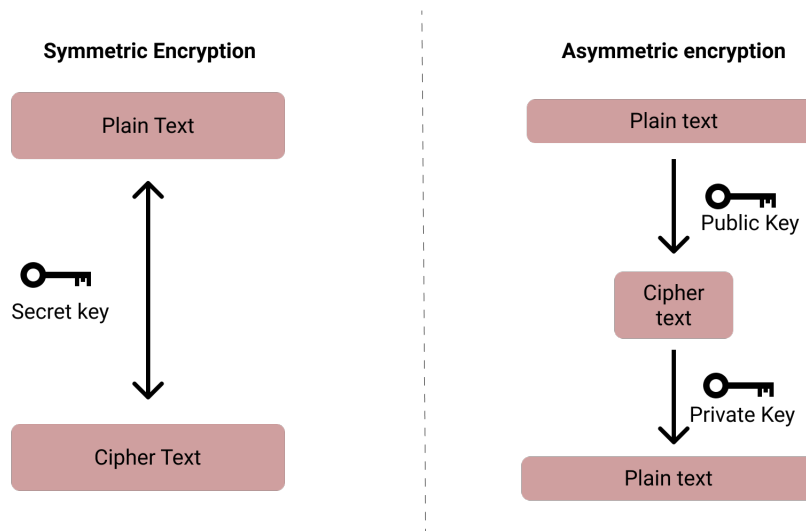 Symmetric Encryption
Plain Text
Secret key
Cipher Text
Asymmetric encryption
Plain text
Public Key
Cipher
text
Private Key
Plain text